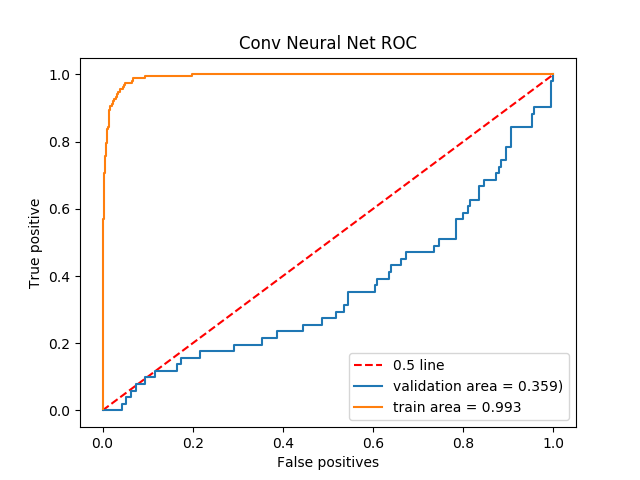 Conv Neural Net ROC
True positive
1.0
0.8
0.6
0.4
0.2
0.0
0.0 0.2 0.4 0.6 0.8 1.0
False positives
0.5 line
validation area = 0.359)
train area = 0.993